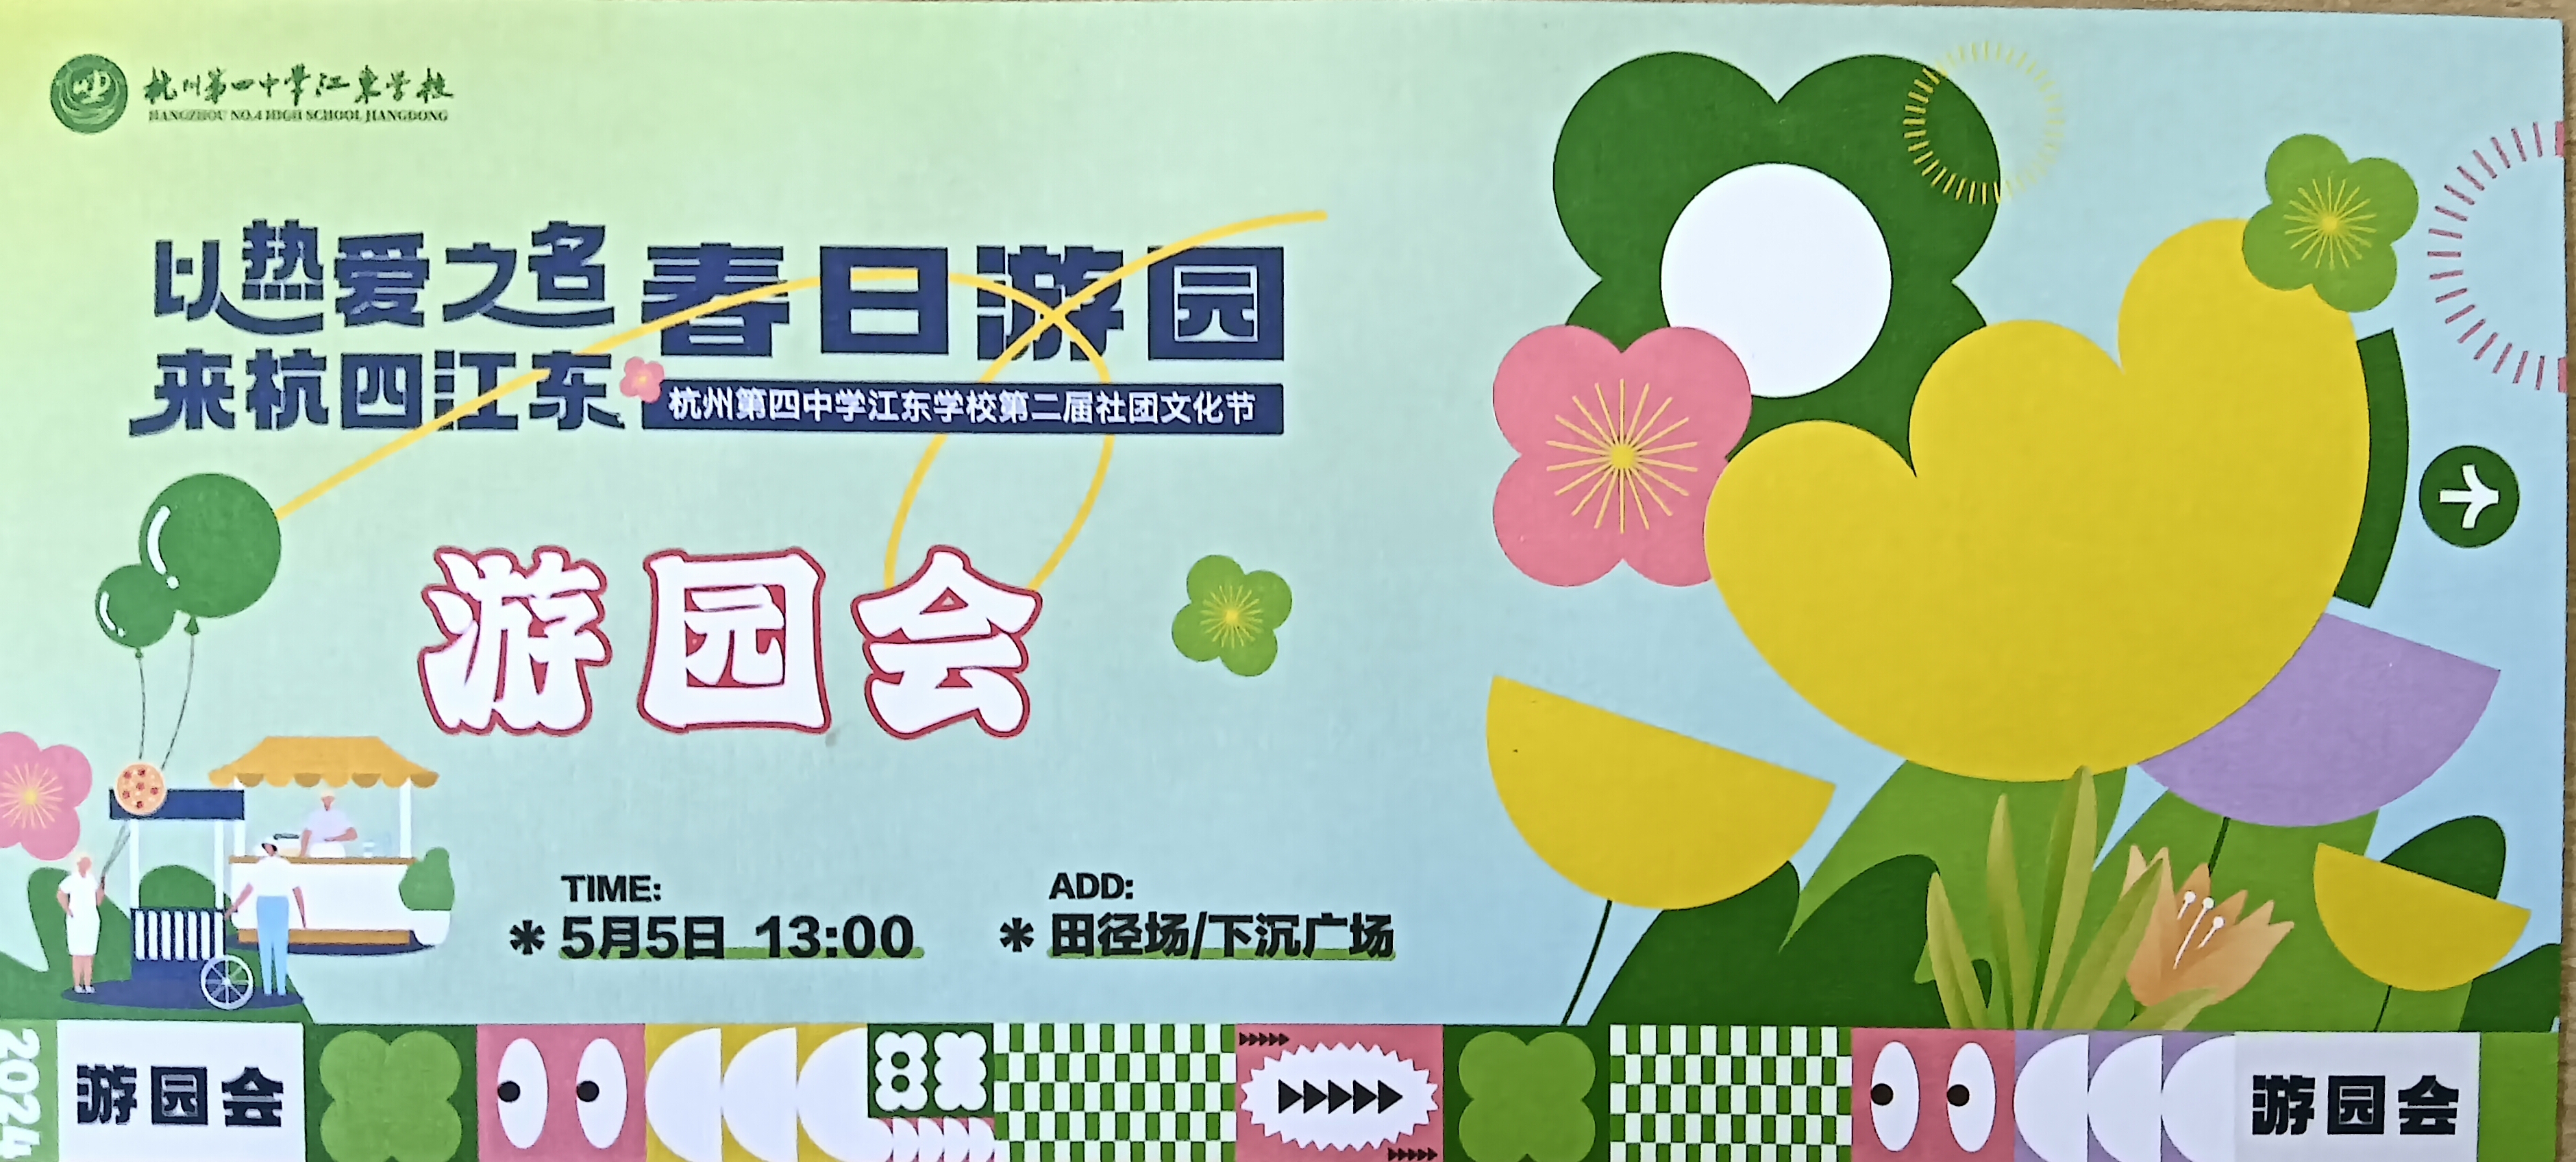 杭州第四中学江东学校
HANGZHOU NO.4 HIGH SCHOOL JIANGDONG
以热爱之名
来杭四江东
春日游园
杭州第四中学江东学校第二届社团文化节
游园会
TIME:
* 5月5日 13:00
ADD:
* 田径场/下沉广场
2024
游园会
游园会